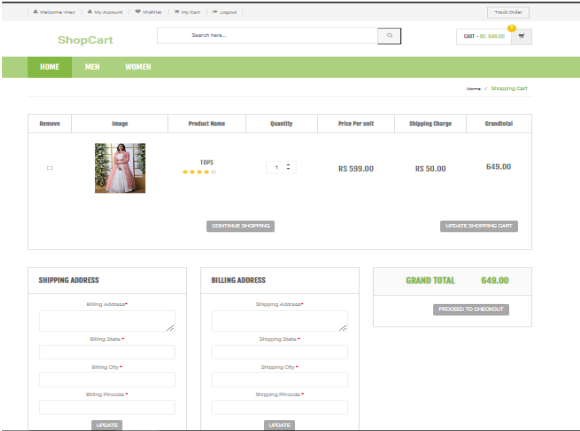 Welcome -riez My Account Wishlist My Cart Logout Track Order
ShopCart Search here... CART - RS. 649.00
HOME MEN WOMEN
Home / Shopping Cart
Remove Image Product Name Quantity Price Per unit Shipping Charge Grandtotal
TOPS 1 RS 599.00 RS 50.00 649.00
CONTINUE SHOPPING UPDATE SHOPPING CART
SHIPPING ADDRESS BILLING ADDRESS GRAND TOTAL 649.00
Billing Address* Shipping Address* PROCEED TO CHECKOUT
Billing State * Shipping State *
Billing City * Shipping City *
Billing Pincode * Shipping Pincode *
UPDATE UPDATE